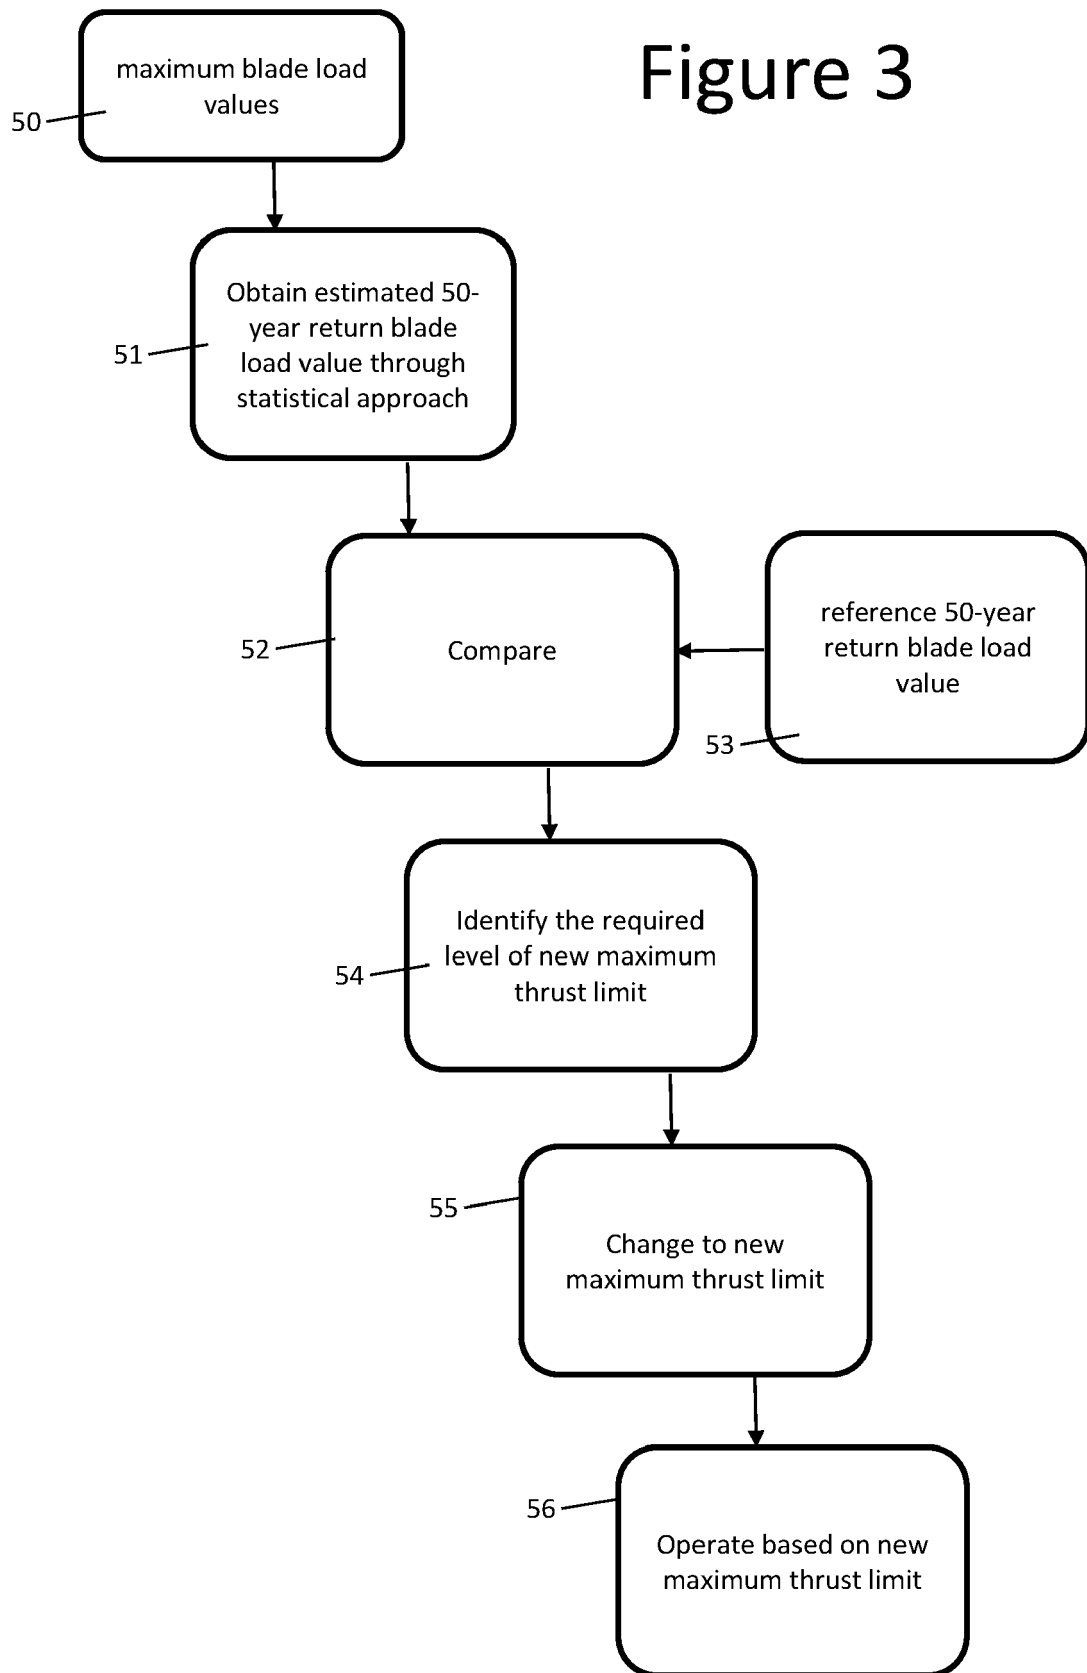 Figure 3
maximum blade load
values
50
Obtain estimated 50-
year return blade
load value through
statistical approach
51
Compare
52
reference 50-year
return blade load
value
53
Identify the required
level of new maximum
thrust limit
54
Change to new
maximum thrust limit
55
Operate based on new
maximum thrust limit
56